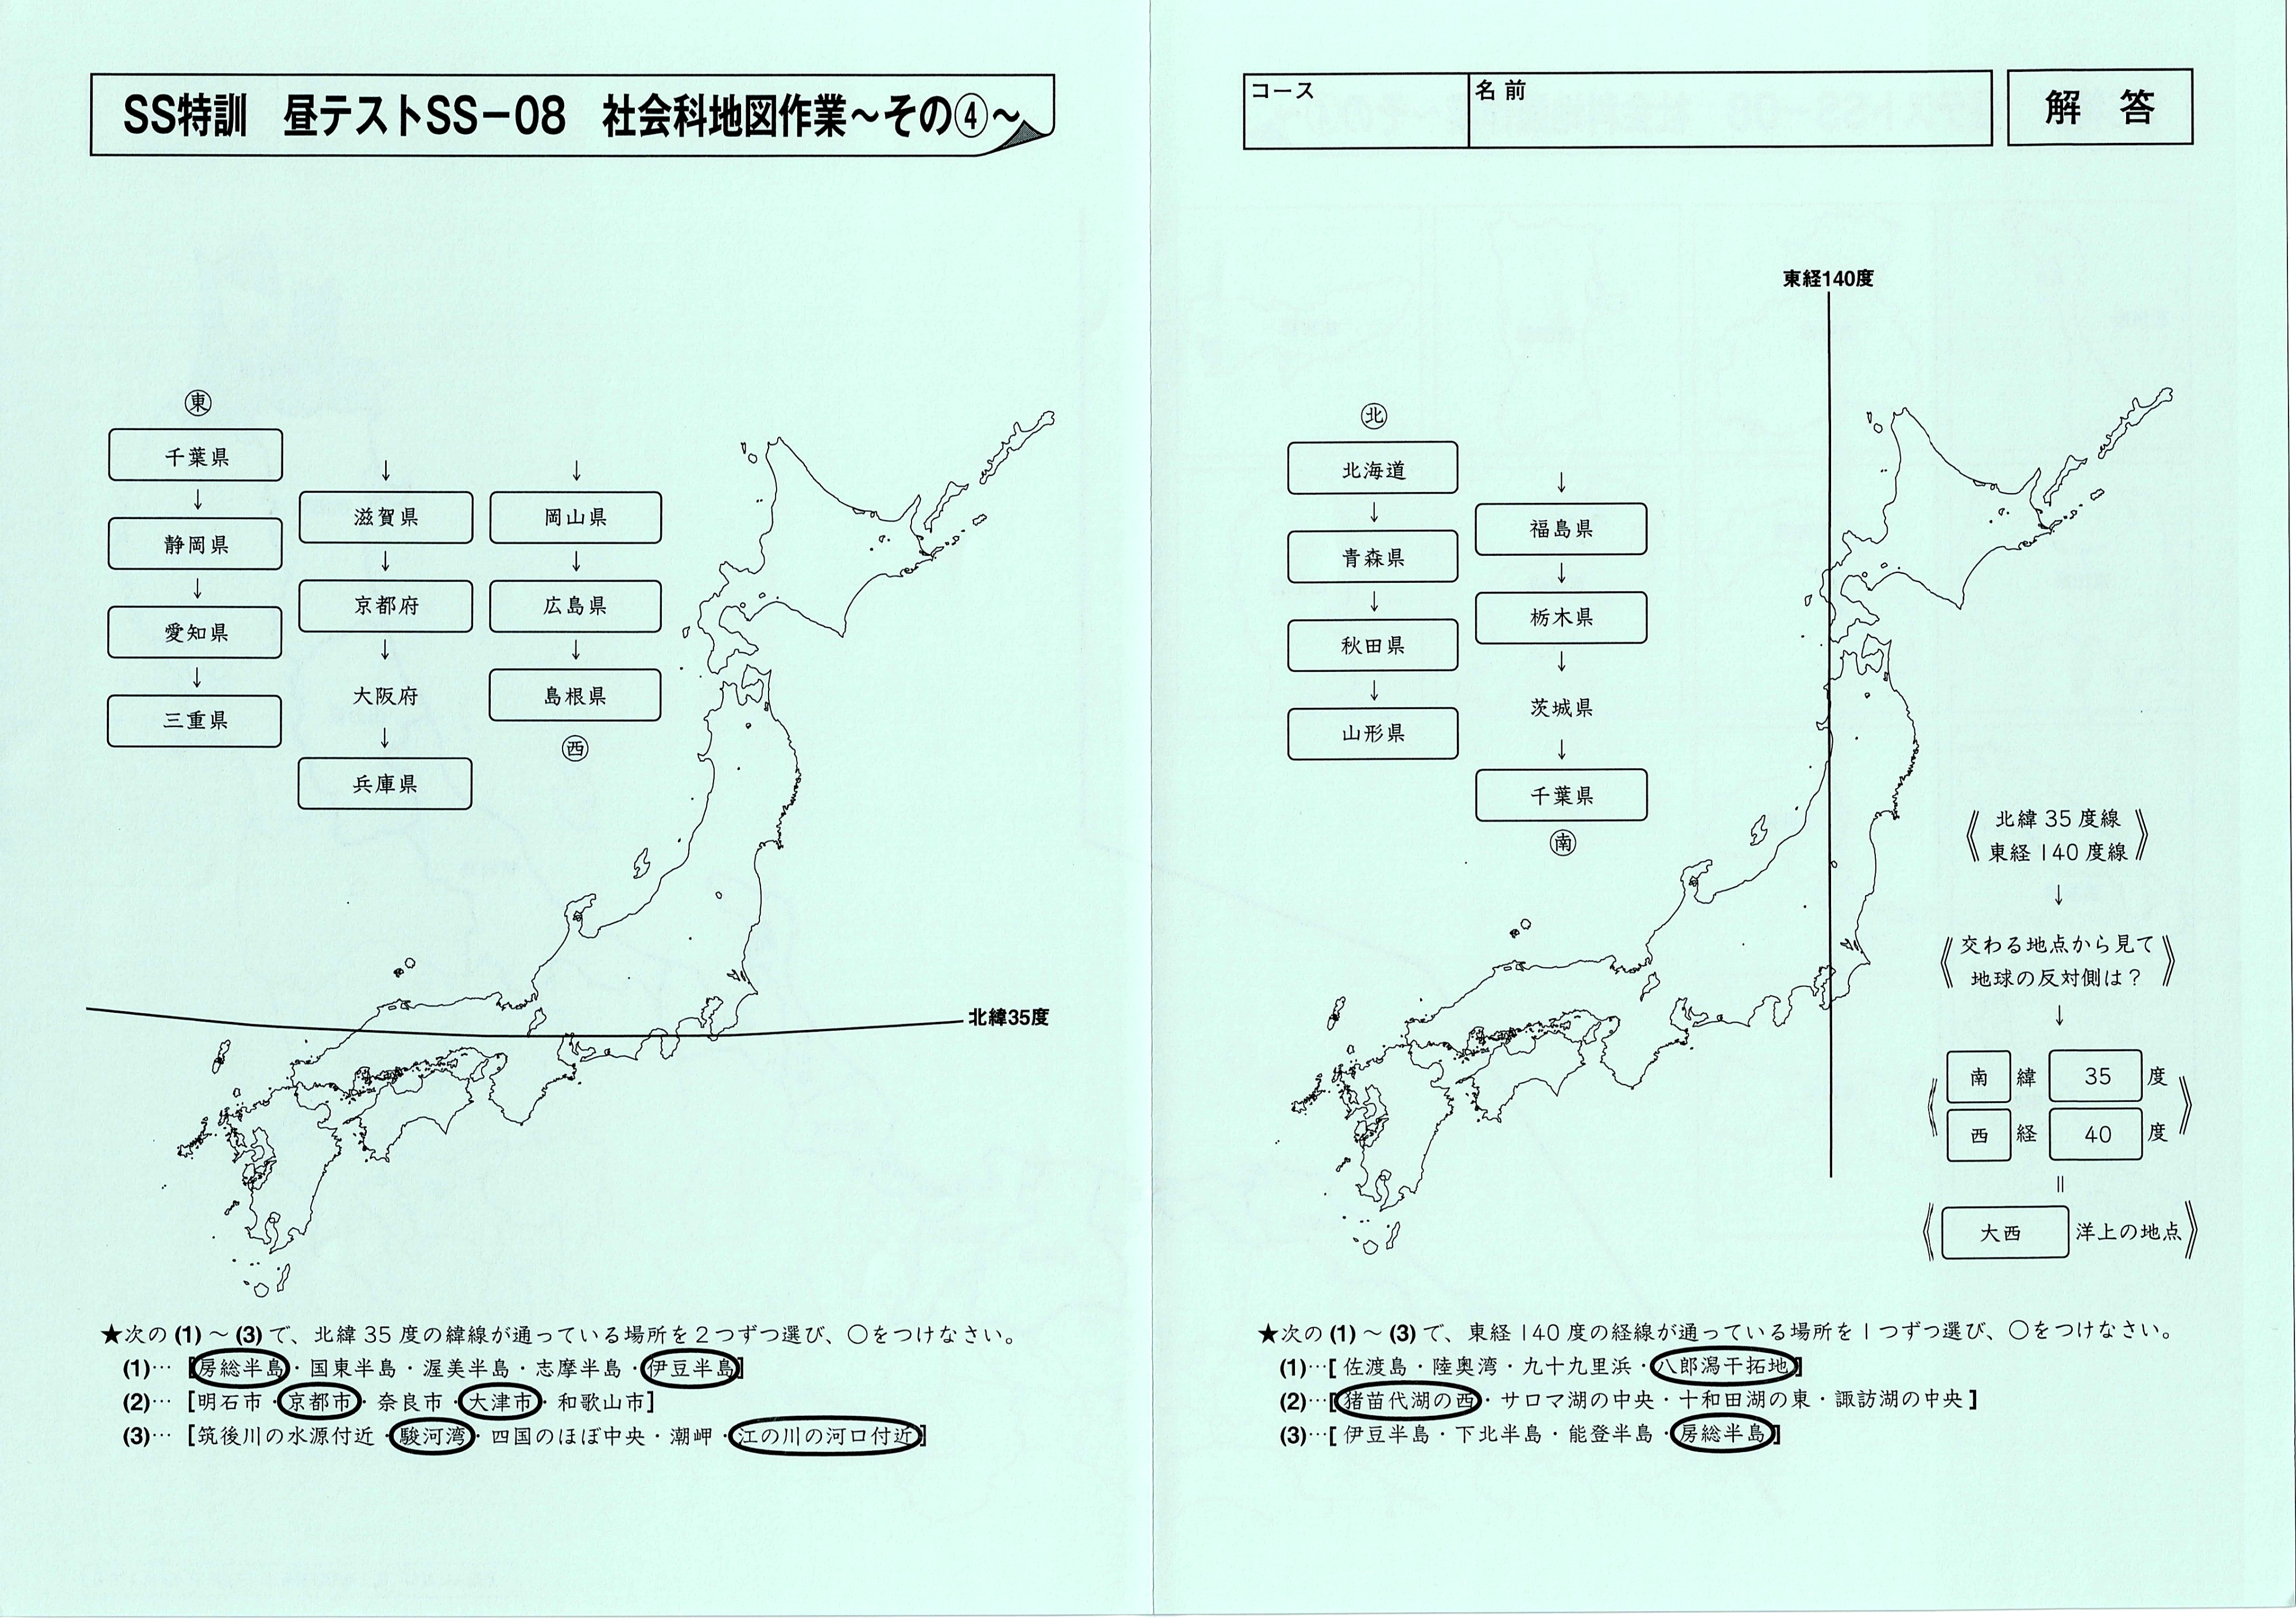 SS特訓　昼テストSS−08　社会科地図作業〜その④〜
東
千葉県
↓
静岡県
↓
愛知県
↓
三重県
↓
滋賀県
↓
京都府
↓
大阪府
↓
兵庫県
↓
岡山県
↓
広島県
↓
島根県
西
北緯35度
★次の(1)〜(3)で、北緯35度の緯線が通っている場所を2つずつ選び、○をつけなさい。
(1)…［房総半島・国東半島・渥美半島・志摩半島・伊豆半島］
(2)…［明石市・京都市・奈良市・大津市・和歌山市］
(3)…［筑後川の水源付近・駿河湾・四国のほぼ中央・潮岬・江の川の河口付近］
コース
名前
解　答
東経140度
北
北海道
↓
青森県
↓
秋田県
↓
山形県
↓
福島県
↓
栃木県
↓
茨城県
↓
千葉県
南
北緯35度線
東経140度線
↓
交わる地点から見て
地球の反対側は？
↓
南 緯 35 度
西 経 40 度
＝
大西 洋上の地点
★次の(1)〜(3)で、東経140度の経線が通っている場所を1つずつ選び、○をつけなさい。
(1)…［佐渡島・陸奥湾・九十九里浜・八郎潟干拓地］
(2)…［猪苗代湖の西・サロマ湖の中央・十和田湖の東・諏訪湖の中央］
(3)…［伊豆半島・下北半島・能登半島・房総半島］